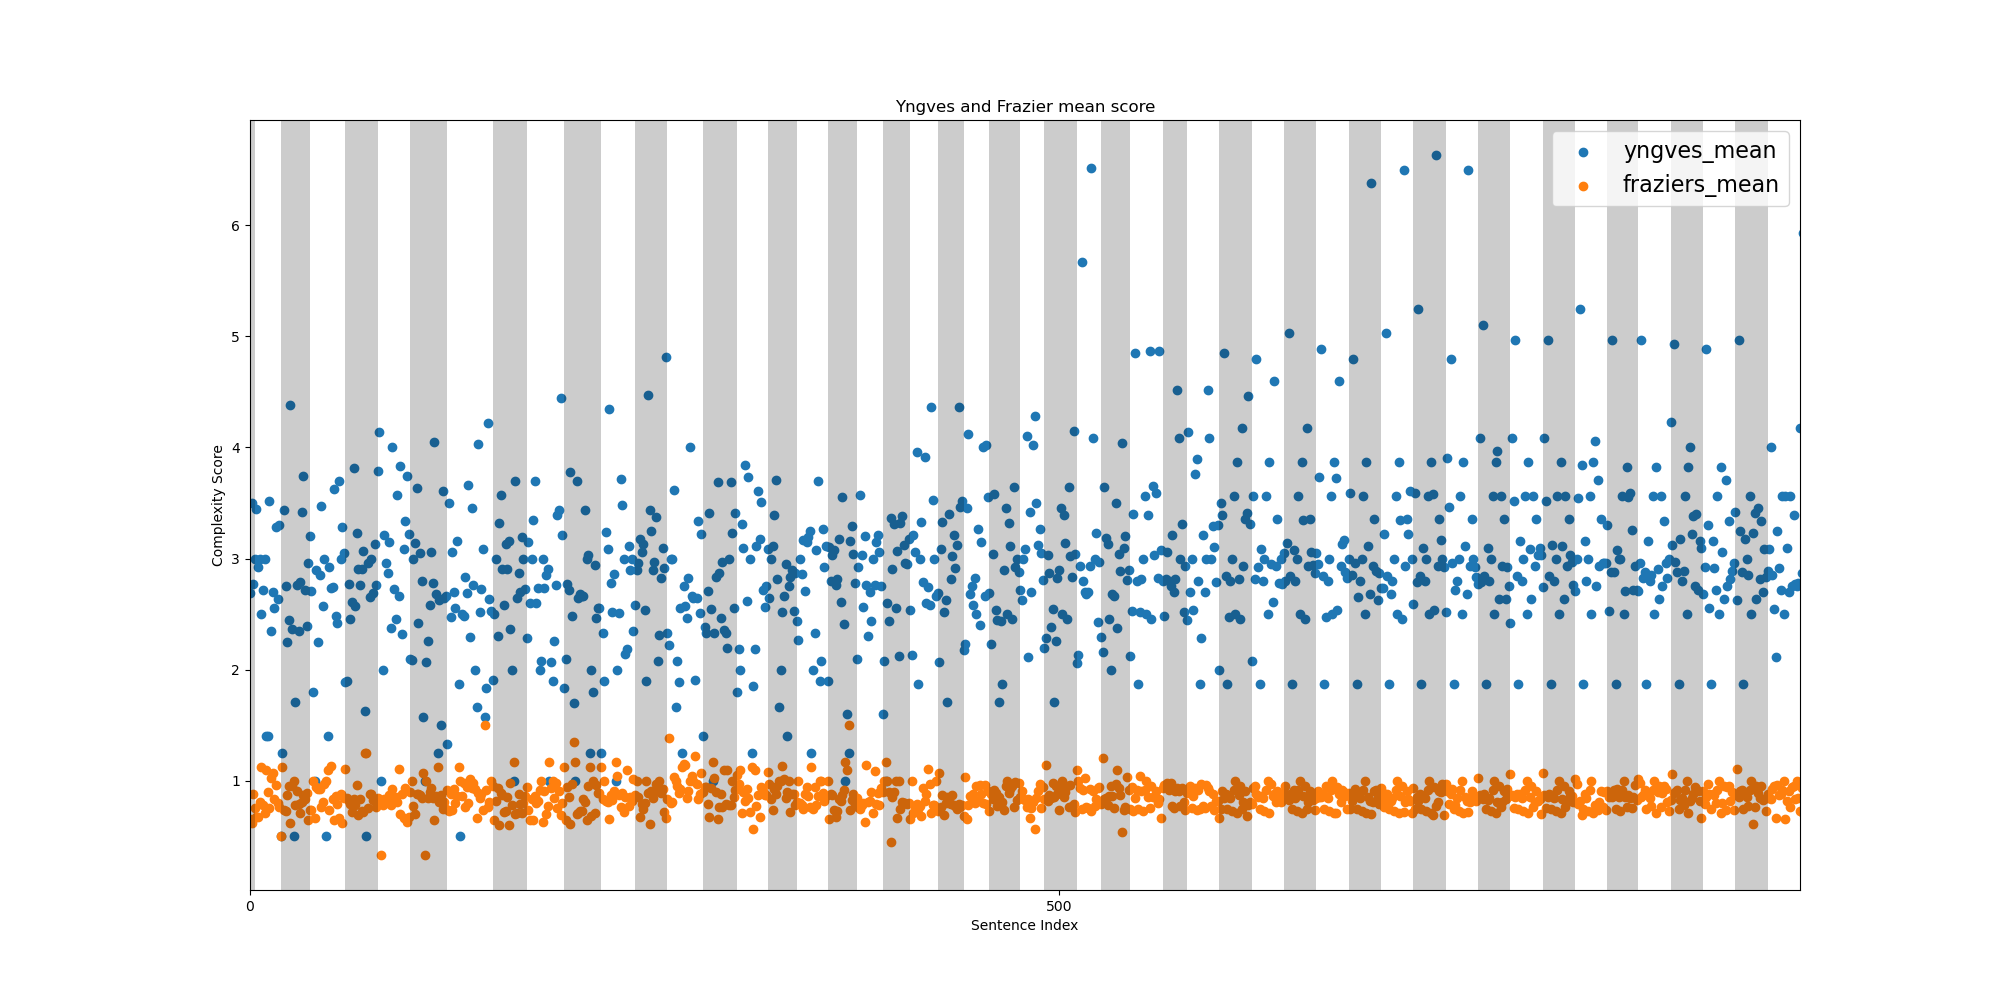 Yngves and Frazier mean score
yngves_mean
fraziers_mean
Complexity Score
6
5
4
3
2
1
0
500
Sentence Index